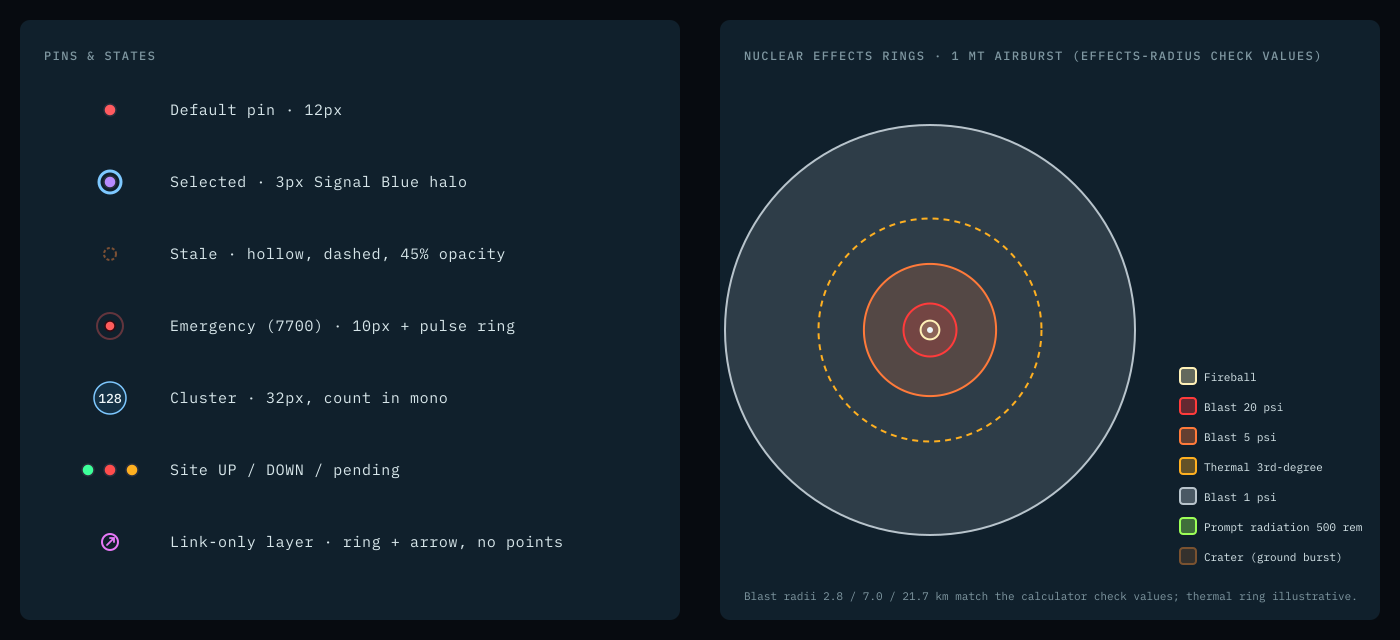 PINS & STATES
Default pin · 12px
Selected · 3px Signal Blue halo
Stale · hollow, dashed, 45% opacity
Emergency (7700) · 10px + pulse ring
128
Cluster · 32px, count in mono
Site UP / DOWN / pending
Link-only layer · ring + arrow, no points
NUCLEAR EFFECTS RINGS · 1 MT AIRBURST (EFFECTS-RADIUS CHECK VALUES)
Fireball
Blast 20 psi
Blast 5 psi
Thermal 3rd-degree
Blast 1 psi
Prompt radiation 500 rem
Crater (ground burst)
Blast radii 2.8 / 7.0 / 21.7 km match the calculator check values; thermal ring illustrative.